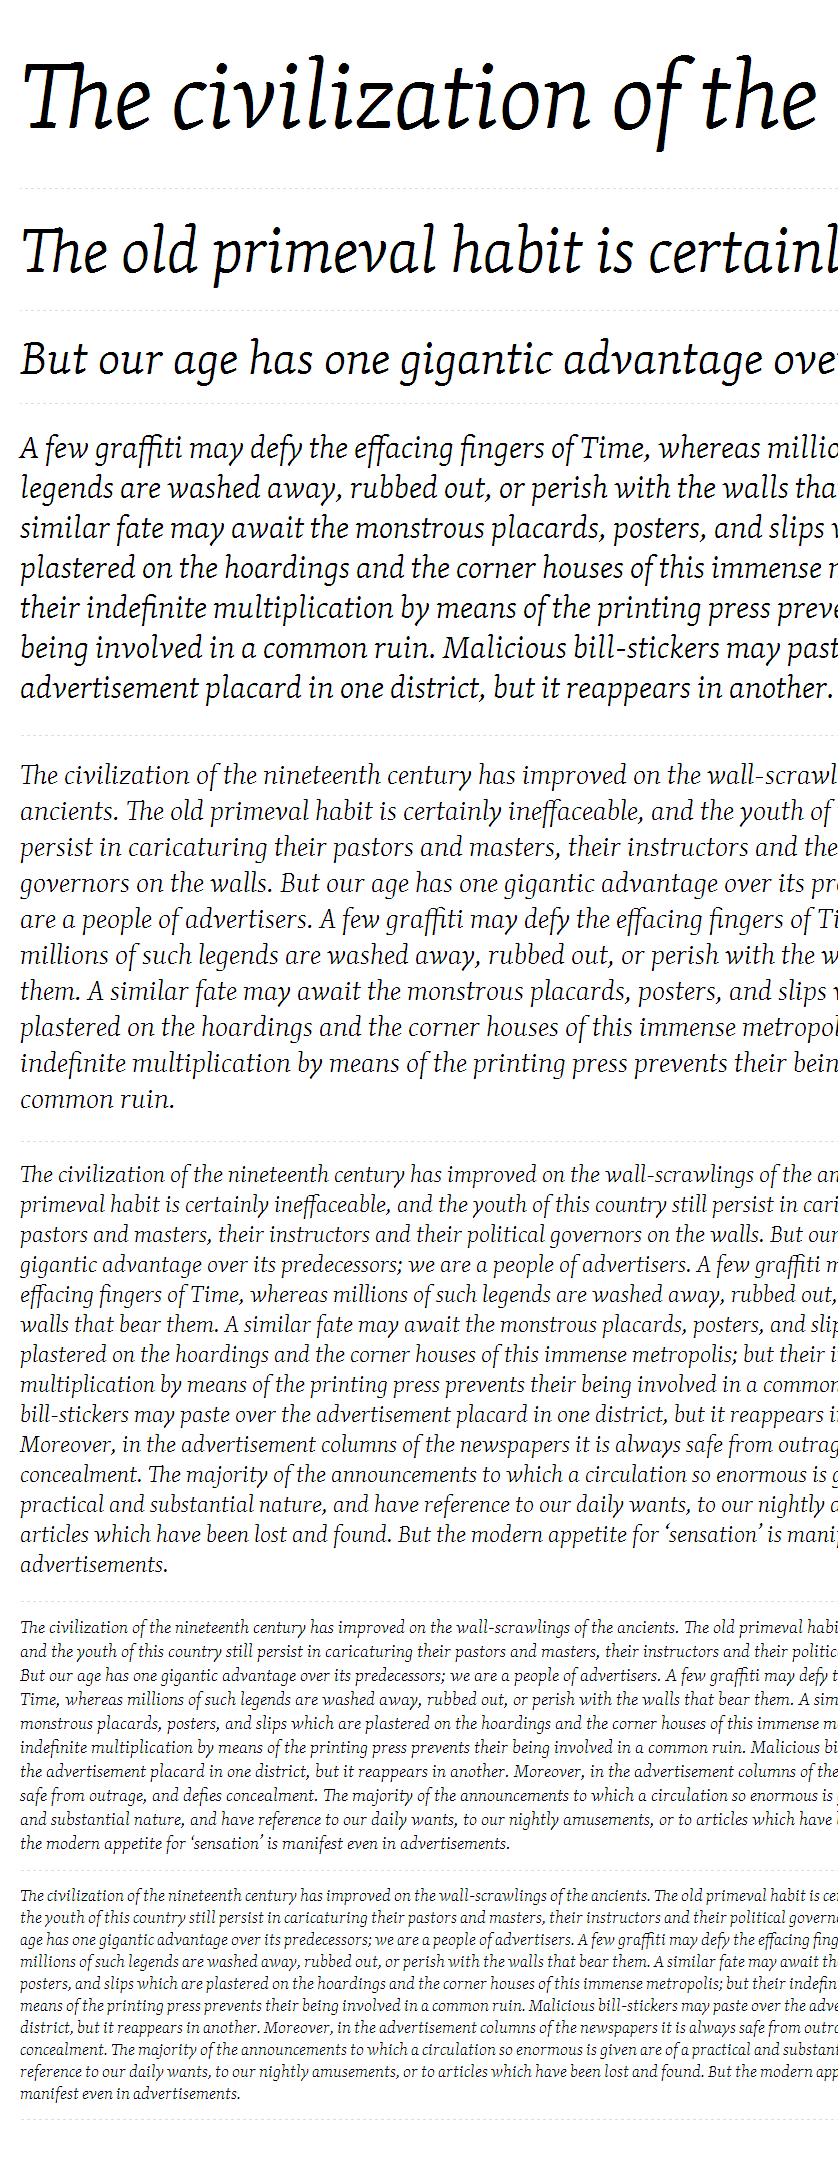 The civilization of the
The old primeval habit is certainl
But our age has one gigantic advantage ove
A few graffiti may defy the effacing fingers of Time, whereas millio
legends are washed away, rubbed out, or perish with the walls tha
similar fate may await the monstrous placards, posters, and slips
plastered on the hoardings and the corner houses of this immense
their indefinite multiplication by means of the printing press preve
being involved in a common ruin. Malicious bill-stickers may past
advertisement placard in one district, but it reappears in another.
The civilization of the nineteenth century has improved on the wall-scrawl
ancients. The old primeval habit is certainly ineffaceable, and the youth of
persist in caricaturing their pastors and masters, their instructors and the
governors on the walls. But our age has one gigantic advantage over its pr
are a people of advertisers. A few graffiti may defy the effacing fingers of Ti
millions of such legends are washed away, rubbed out, or perish with the w
them. A similar fate may await the monstrous placards, posters, and slips
plastered on the hoardings and the corner houses of this immense metropol
indefinite multiplication by means of the printing press prevents their bein
common ruin.
The civilization of the nineteenth century has improved on the wall-scrawlings of the an
primeval habit is certainly ineffaceable, and the youth of this country still persist in cari
pastors and masters, their instructors and their political governors on the walls. But our
gigantic advantage over its predecessors; we are a people of advertisers. A few graffiti m
effacing fingers of Time, whereas millions of such legends are washed away, rubbed out,
walls that bear them. A similar fate may await the monstrous placards, posters, and slip
plastered on the hoardings and the corner houses of this immense metropolis; but their i
multiplication by means of the printing press prevents their being involved in a common
bill-stickers may paste over the advertisement placard in one district, but it reappears i
Moreover, in the advertisement columns of the newspapers it is always safe from outrag
concealment. The majority of the announcements to which a circulation so enormous is g
practical and substantial nature, and have reference to our daily wants, to our nightly a
articles which have been lost and found. But the modern appetite for ‘sensation’ is manif
advertisements.
The civilization of the nineteenth century has improved on the wall-scrawlings of the ancients. The old primeval habi
and the youth of this country still persist in caricaturing their pastors and masters, their instructors and their politic
But our age has one gigantic advantage over its predecessors; we are a people of advertisers. A few graffiti may defy t
Time, whereas millions of such legends are washed away, rubbed out, or perish with the walls that bear them. A sim
monstrous placards, posters, and slips which are plastered on the hoardings and the corner houses of this immense m
indefinite multiplication by means of the printing press prevents their being involved in a common ruin. Malicious bi
the advertisement placard in one district, but it reappears in another. Moreover, in the advertisement columns of the
safe from outrage, and defies concealment. The majority of the announcements to which a circulation so enormous is
and substantial nature, and have reference to our daily wants, to our nightly amusements, or to articles which have
the modern appetite for ‘sensation’ is manifest even in advertisements.
The civilization of the nineteenth century has improved on the wall-scrawlings of the ancients. The old primeval habit is ce
the youth of this country still persist in caricaturing their pastors and masters, their instructors and their political govern
age has one gigantic advantage over its predecessors; we are a people of advertisers. A few graffiti may defy the effacing fing
millions of such legends are washed away, rubbed out, or perish with the walls that bear them. A similar fate may await th
posters, and slips which are plastered on the hoardings and the corner houses of this immense metropolis; but their indefin
means of the printing press prevents their being involved in a common ruin. Malicious bill-stickers may paste over the adve
district, but it reappears in another. Moreover, in the advertisement columns of the newspapers it is always safe from outra
concealment. The majority of the announcements to which a circulation so enormous is given are of a practical and substan
reference to our daily wants, to our nightly amusements, or to articles which have been lost and found. But the modern app
manifest even in advertisements.